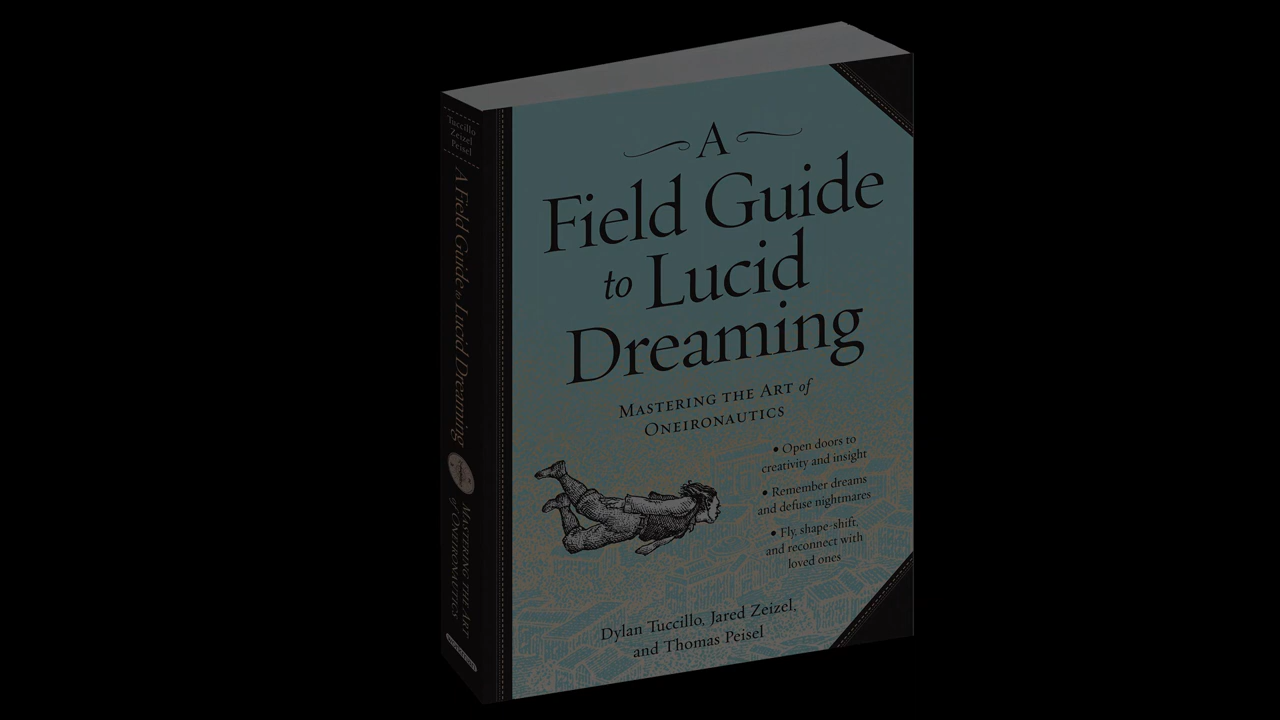 Tuccillo
Zeizel
Peisel
A Field Guide to Lucid Dreaming
MASTERING THE ART
of ONEIRONAUTICS
A
Field Guide
to Lucid
Dreaming
MASTERING THE ART of
ONEIRONAUTICS
• Open doors to
creativity and insight
• Remember dreams
and defuse nightmares
• Fly, shape-shift,
and reconnect with
loved ones
Dylan Tuccillo, Jared Zeizel,
and Thomas Peisel